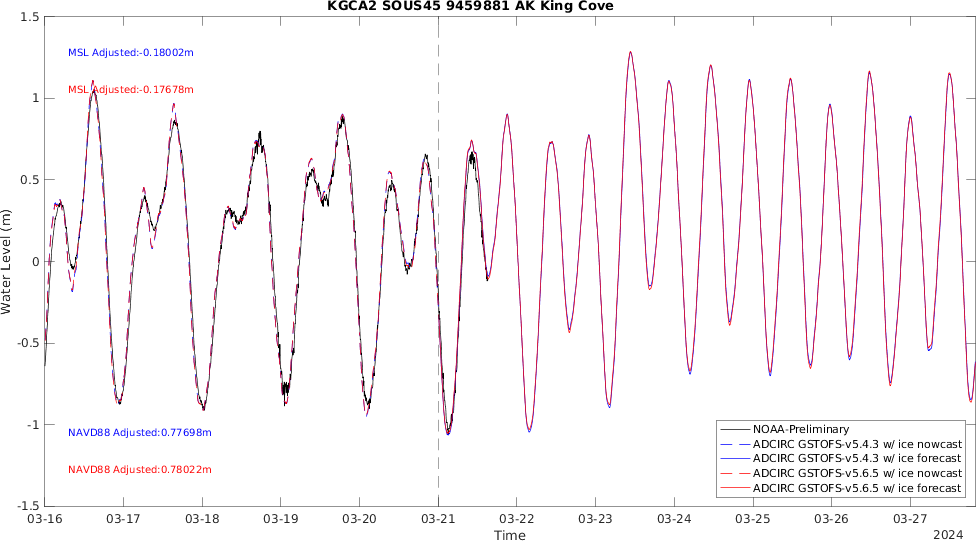 KGCA2 SOUS45 9459881 AK King Cove
1.5
1
0.5
0
-0.5
-1
-1.5
Water Level (m)
MSL Adjusted:-0.18002m
MSL Adjusted:-0.17678m
NAVD88 Adjusted:0.77698m
NAVD88 Adjusted:0.78022m
NOAA-Preliminary
ADCIRC GSTOFS-v5.4.3 w/ ice nowcast
ADCIRC GSTOFS-v5.4.3 w/ ice forecast
ADCIRC GSTOFS-v5.6.5 w/ ice nowcast
ADCIRC GSTOFS-v5.6.5 w/ ice forecast
03-16 03-17 03-18 03-19 03-20 03-21 03-22 03-23 03-24 03-25 03-26 03-27
Time
2024